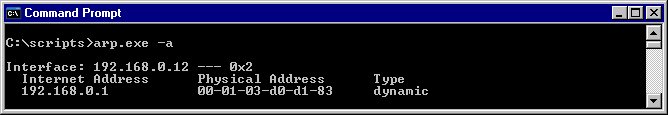 C:\ Command Prompt
C:\scripts>arp.exe -a
Interface: 192.168.0.12 --- 0x2
Internet Address Physical Address Type
192.168.0.1 00-01-03-d0-d1-83 dynamic